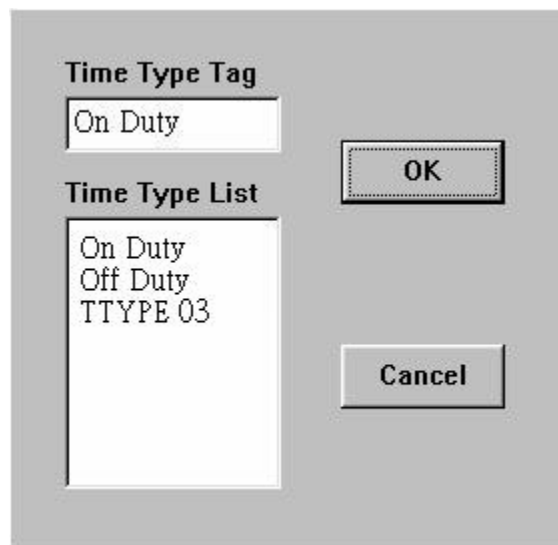 Time Type Tag
On Duty
OK
Time Type List
On Duty
Off Duty
TTYPE 03
Cancel